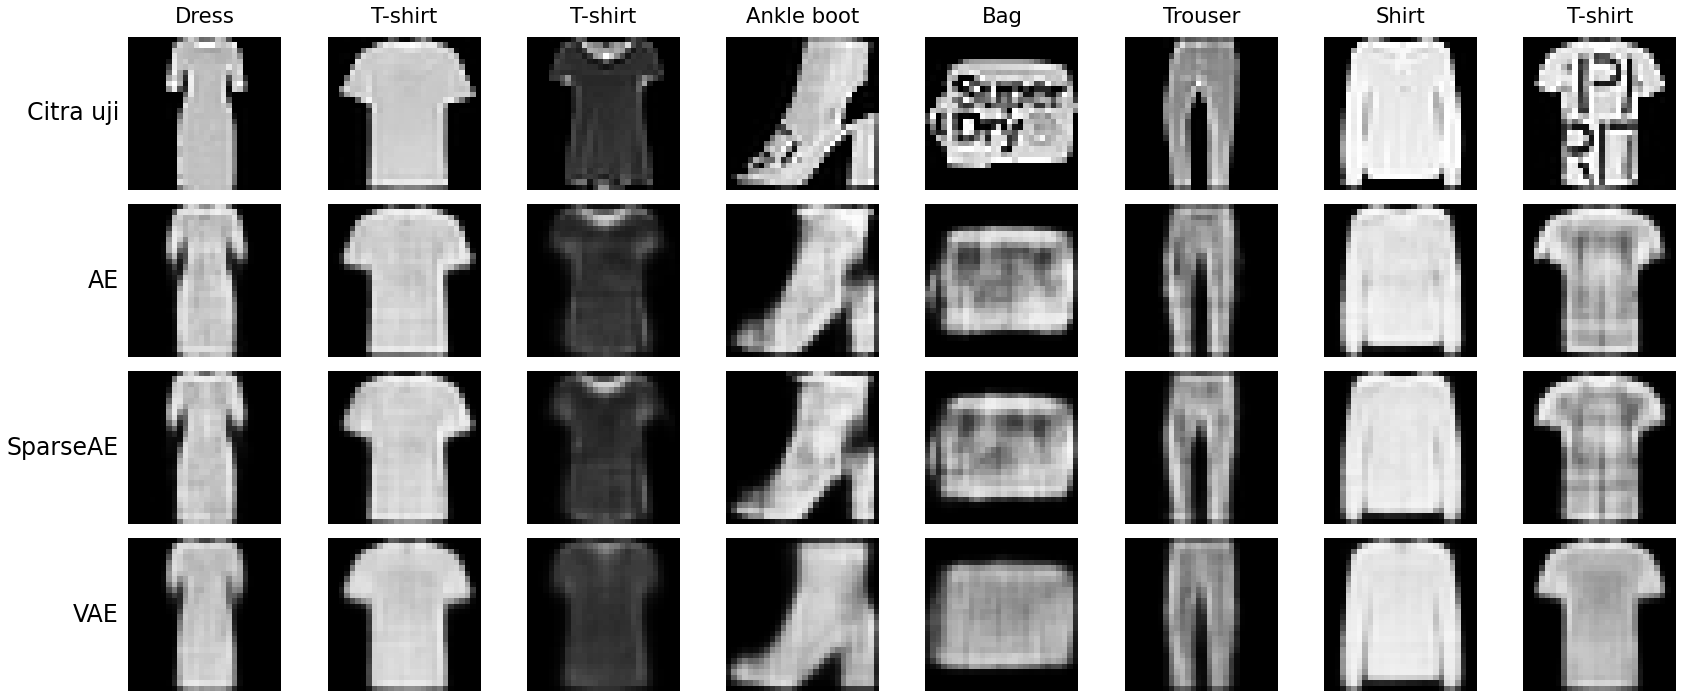 Dress T-shirt T-shirt Ankle boot Bag Trouser Shirt T-shirt
Citra uji
Super
Dry
AE
SparseAE
VAE